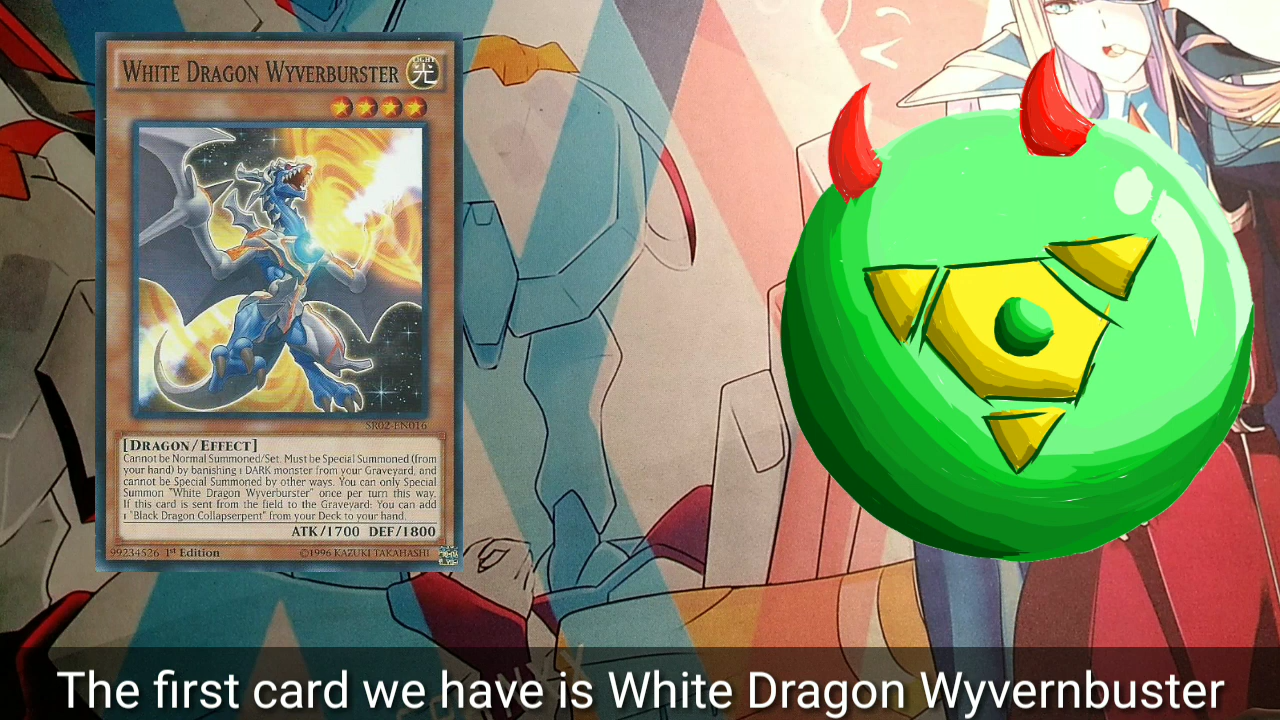 WHITE DRAGON WYVERBURSTER
LIGHT
光
SR02-EN016
[DRAGON/EFFECT]
Cannot be Normal Summoned/Set. Must be Special Summoned (from
your hand) by banishing 1 DARK monster from your Graveyard, and
cannot be Special Summoned by other ways. You can only Special
Summon "White Dragon Wyverburster" once per turn this way.
If this card is sent from the field to the Graveyard: You can add
1 "Black Dragon Collapserpent" from your Deck to your hand.
ATK/1700 DEF/1800
99234526 1st Edition ©1996 KAZUKI TAKAHASHI
The first card we have is White Dragon Wyvernbuster